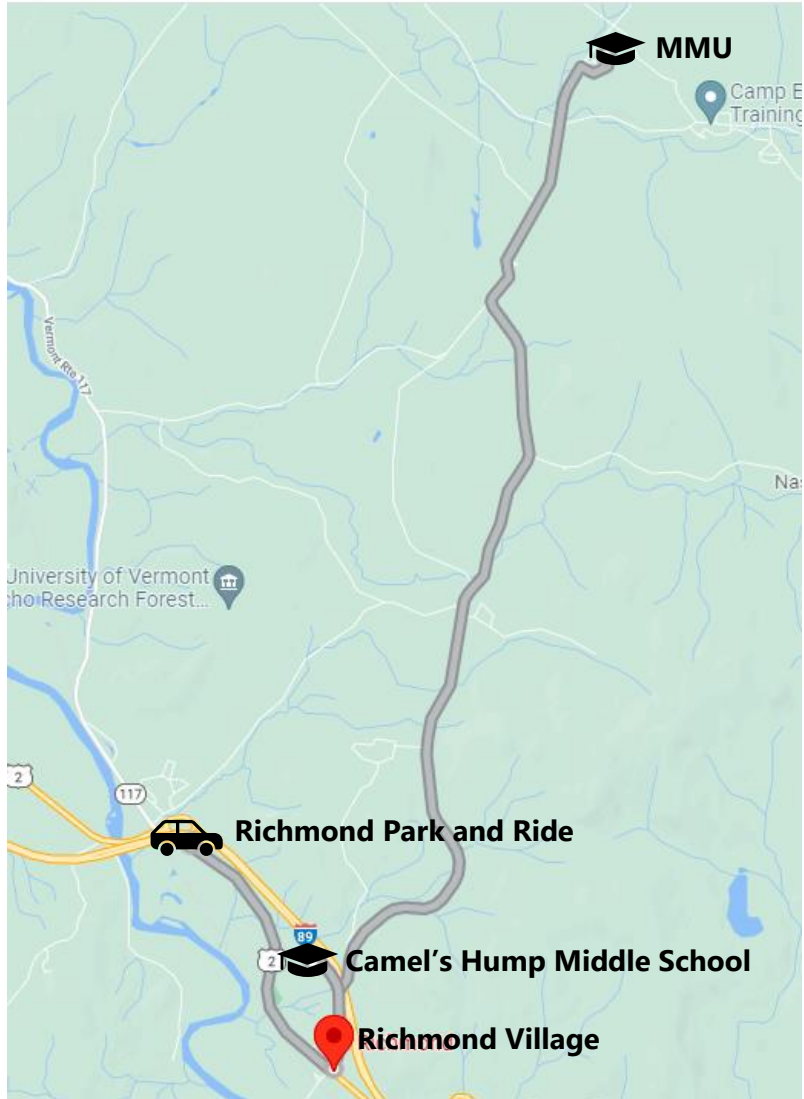 MMU
Camp E
Training
Vermont Rte 117
Nas
University of Vermont
cho Research Forest...
2
117
Richmond Park and Ride
89
2
Camel's Hump Middle School
Richmond Village